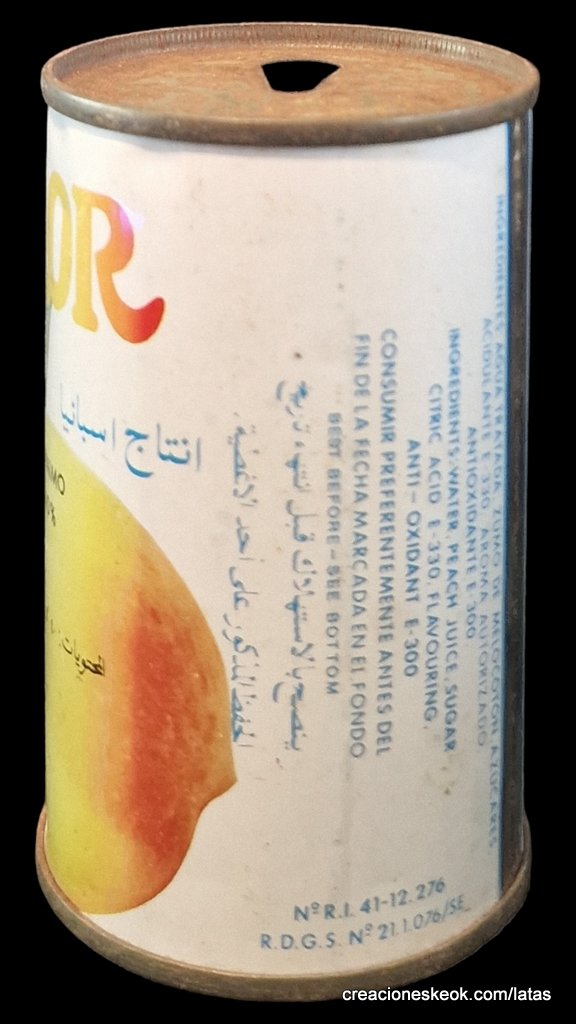 OR
انتاج اسبانيا
IMO
0%
المحتويات:
INGREDIENTES: AGUA TRATADA, ZUMO DE MELOCOTON, AZUCARES
ACIDULANTE E-330, AROMA AUTORIZADO
ANTIOXIDANTE E-300
INGREDIENTS: WATER, PEACH JUICE, SUGAR
CITRIC ACID E-330, FLAVOURING,
ANTI-OXIDANT E-300
CONSUMIR PREFERENTEMENTE ANTES DEL
FIN DE LA FECHA MARCADA EN EL FONDO
BEST BEFORE-SEE BOTTOM
ينصح بالاستهلاك قبل انتهاء تاريخ
الحفظ المذكور على احد الاغطية.
Nº R.I. 41-12.276
R.D.G.S. Nº 21.1.076/SE
creacioneskeok.com/latas